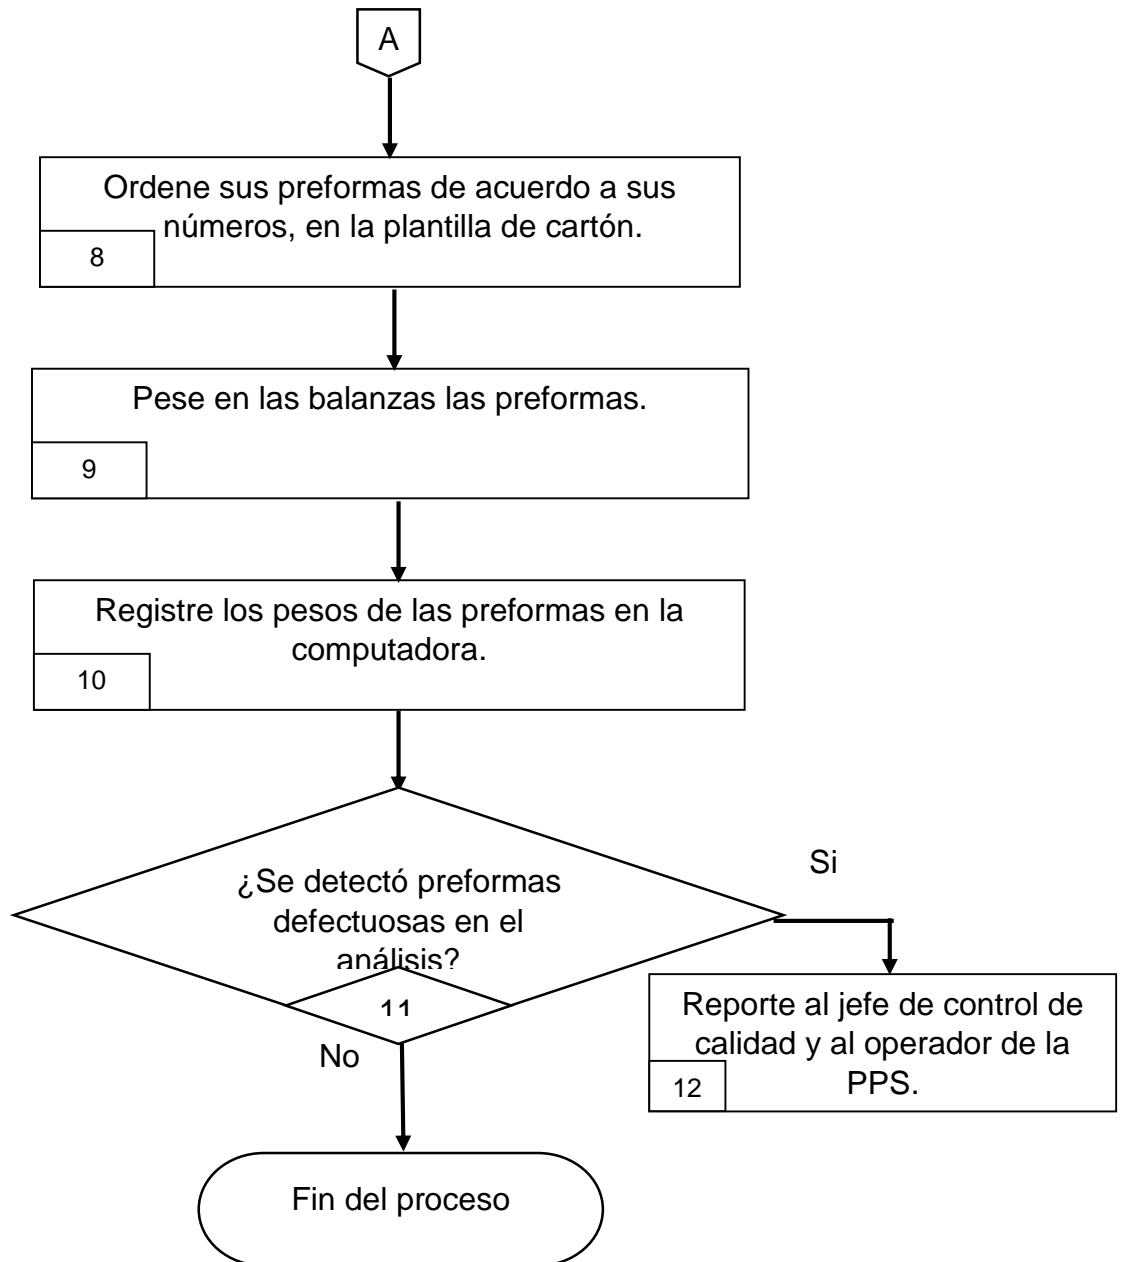 A
Ordene sus preformas de acuerdo a sus
números, en la plantilla de cartón.
8
Pese en las balanzas las preformas.
9
Registre los pesos de las preformas en la
computadora.
10
¿Se detectó preformas
defectuosas en el
análisis?
11
Si
No
Reporte al jefe de control de
calidad y al operador de la
PPS.
12
Fin del proceso